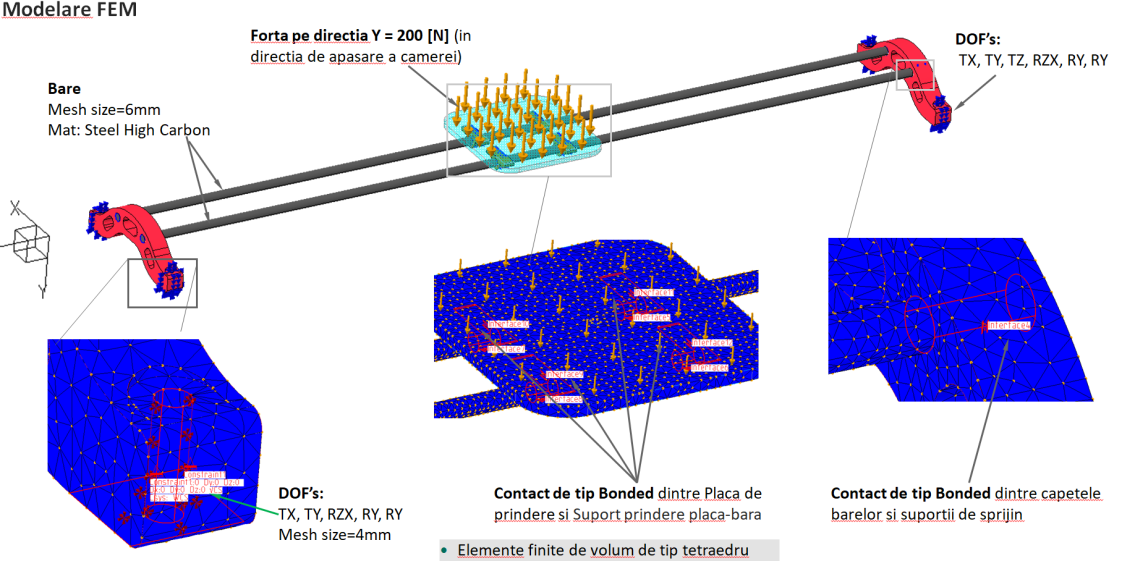 Modelare FEM
Forta pe directia Y = 200 [N] (in
directia de apasare a camerei)
DOF's:
TX, TY, TZ, RZX, RY, RY
Bare
Mesh size=6mm
Mat: Steel High Carbon
X
Y
interface4
Constraint1
DOF's:
TX, TY, RZX, RY, RY
Mesh size=4mm
Contact de tip Bonded dintre Placa de
prindere si Suport prindere placa-bara
Contact de tip Bonded dintre capetele
barelor si suportii de sprijin
• Elemente finite de volum de tip tetraedru